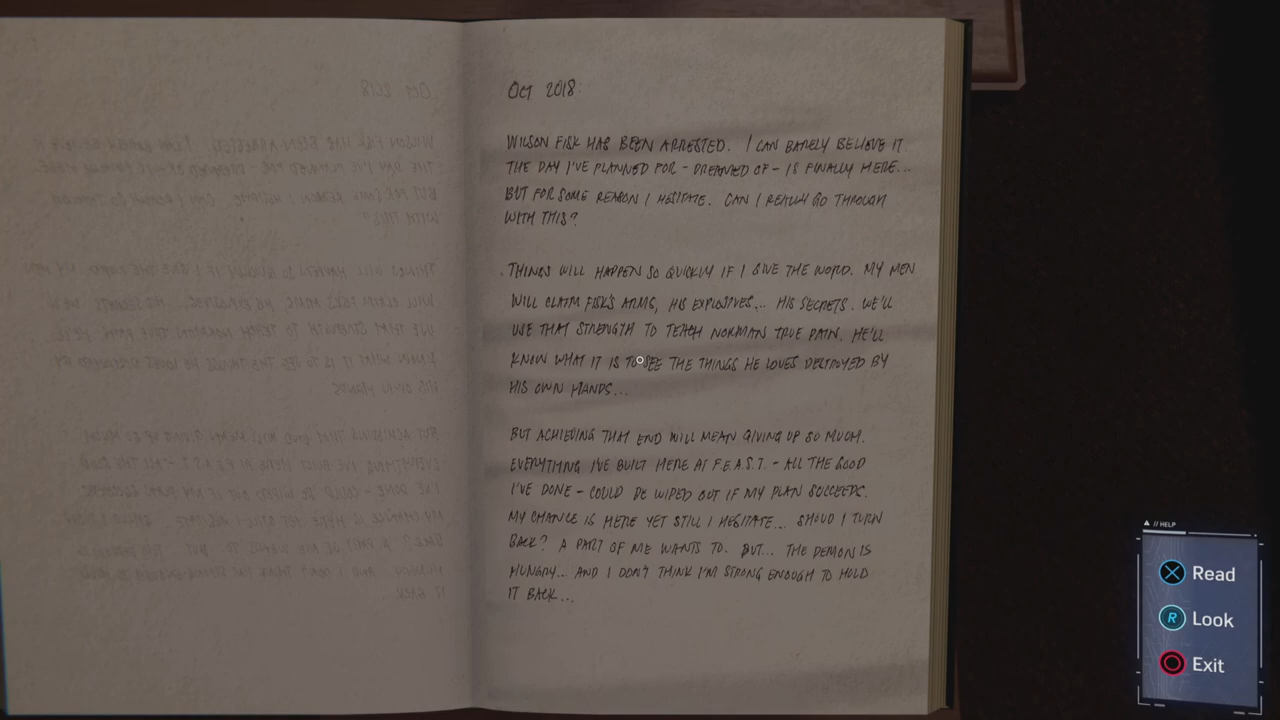 OCT 2018:
WILSON FISK HAS BEEN ARRESTED. I CAN BARELY BELIEVE IT.
THE DAY I'VE PLANNED FOR - DREAMED OF - IS FINALLY HERE...
BUT FOR SOME REASON I HESITATE. CAN I REALLY GO THROUGH
WITH THIS?
THINGS WILL HAPPEN SO QUICKLY IF I GIVE THE WORD. MY MEN
WILL CLAIM FISK'S ARMS, HIS EXPLOSIVES... HIS SECRETS. WE'LL
USE THAT STRENGTH TO TEACH NORMAN TRUE PAIN. HE'LL
KNOW WHAT IT IS TO SEE THE THINGS HE LOVES DESTROYED BY
HIS OWN HANDS...
BUT ACHIEVING THAT END WILL MEAN GIVING UP SO MUCH.
EVERYTHING I'VE BUILT HERE AT F.E.A.S.T. - ALL THE GOOD
I'VE DONE - COULD BE WIPED OUT IF MY PLAN SUCCEEDS.
MY CHANCE IS HERE YET STILL I HESITATE... SHOUD I TURN
BACK? A PART OF ME WANTS TO. BUT... THE DEMON IS
HUNGRY... AND I DON'T THINK I'M STRONG ENOUGH TO HOLD
IT BACK...
// HELP
Read
R Look
Exit